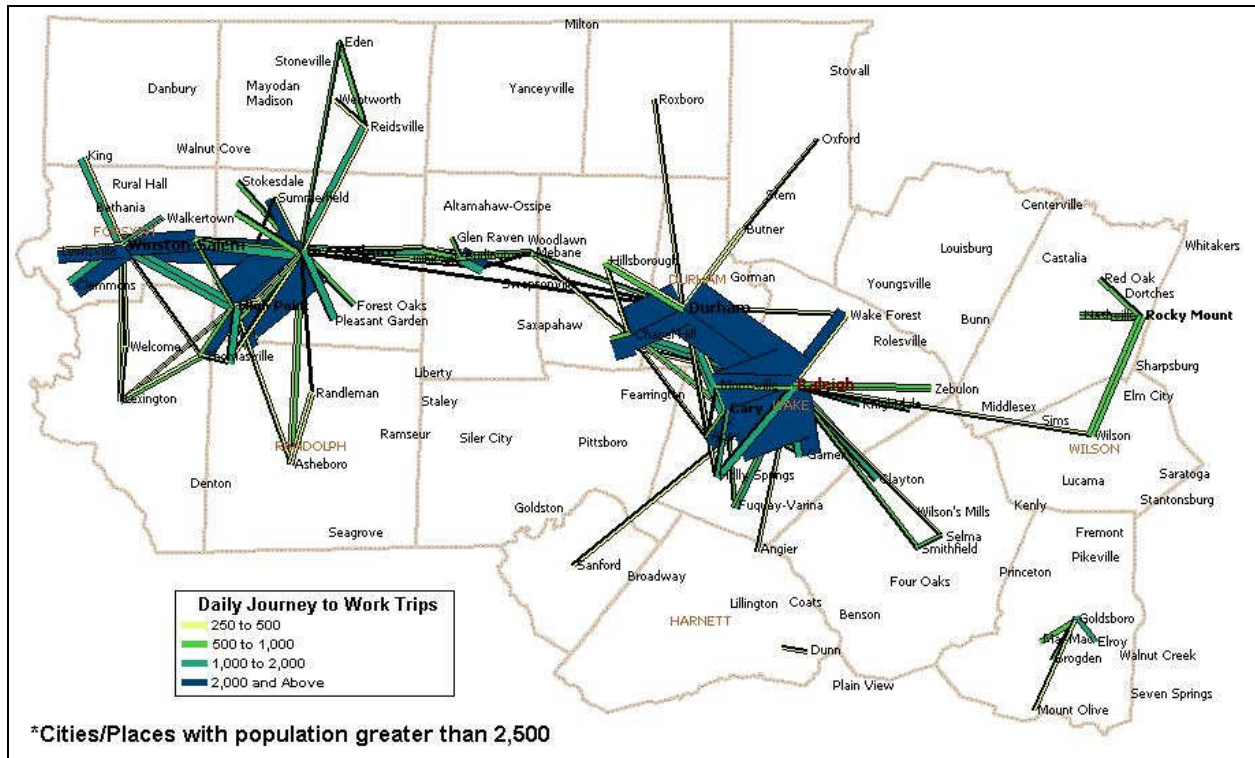 Milton
Eden
Stoneville
Stovall
Danbury
Mayodan
Madison
Yanceyville
Wentworth
Roxboro
Reidsville
Oxford
King
Walnut Cove
Rural Hall
Stokesdale
Summerfield
Stem
Bethania
Walkertown
Altamahaw-Ossipe
Centerville
Butner
Glen Raven
Woodlawn
Louisburg
Whitakers
Winston-Salem
Mebane
Hillsborough
Castalia
DURHAM
Gorman
Red Oak
Clemmons
Youngsville
Dortches
High Point
Forest Oaks
Durham
Pleasant Garden
Saxapahaw
Wake Forest
Bunn
Nashville
Rocky Mount
Chapel Hill
Rolesville
Welcome
Thomasville
Liberty
Sharpsburg
Raleigh
Zebulon
Lexington
Randleman
Staley
Fearrington
Elm City
Cary
WAKE
Middlesex
Sims
Ramseur
Siler City
Pittsboro
Wilson
RANDOLPH
WILSON
Asheboro
Garner
Holly Springs
Saratoga
Denton
Clayton
Lucama
Stantonsburg
Goldston
Fuquay-Varina
Wilson's Mills
Kenly
Seagrove
Selma
Fremont
Smithfield
Angier
Pikeville
Sanford
Broadway
Princeton
Four Oaks
Daily Journey to Work Trips
250 to 500
500 to 1,000
1,000 to 2,000
2,000 and Above
Lillington
Coats
Benson
HARNETT
Goldsboro
Elroy
Dunn
Brogden
Walnut Creek
Plain View
Seven Springs
Mount Olive
*Cities/Places with population greater than 2,500